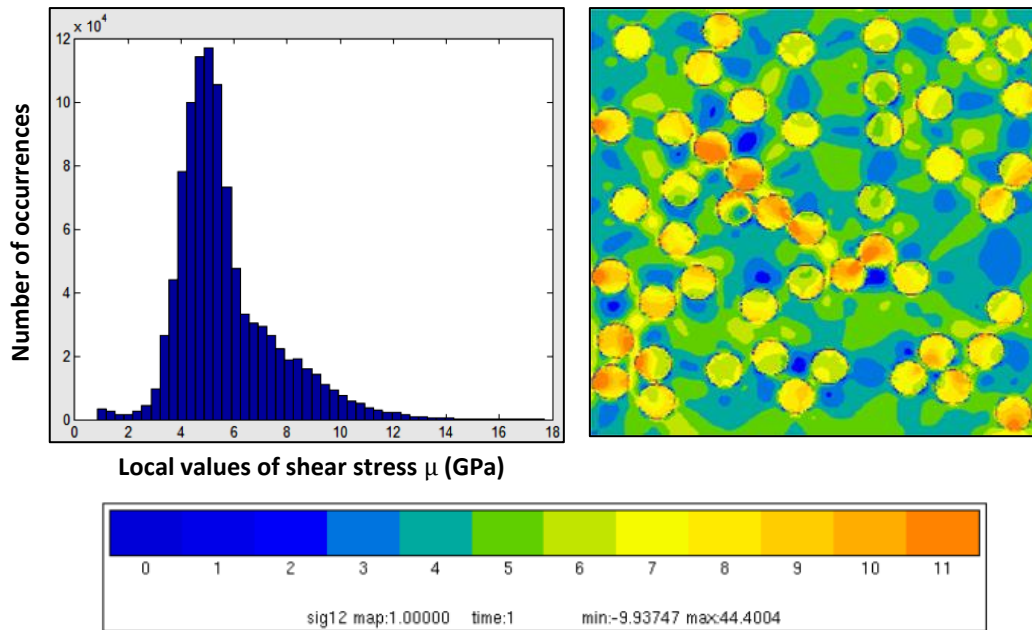 x 10⁴
12
10
8
6
4
2
0
0 2 4 6 8 10 12 14 16 18
Number of occurrences
Local values of shear stress μ (GPa)
0 1 2 3 4 5 6 7 8 9 10 11
sig12 map:1.00000 time:1 min:-9.93747 max:44.4004